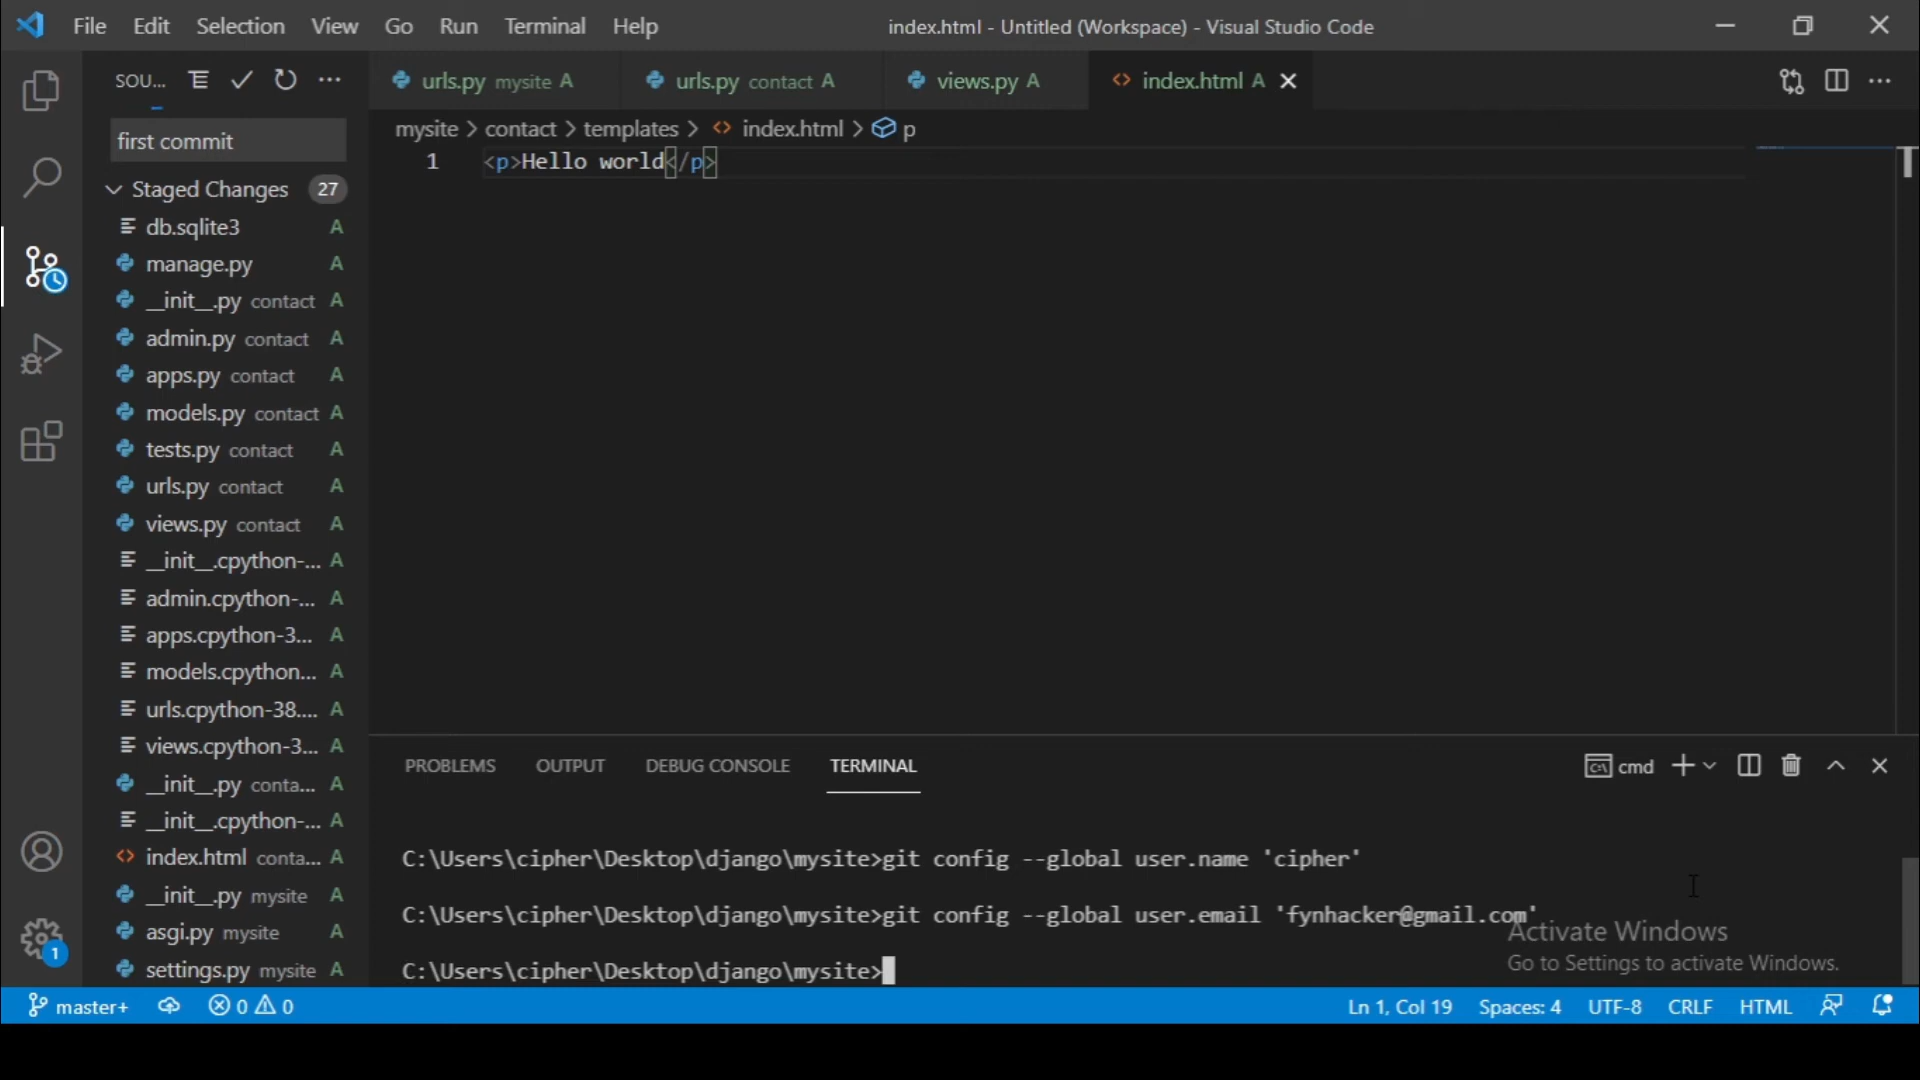 File Edit Selection View Go Run Terminal Help index.html - Untitled (Workspace) - Visual Studio Code
SOU...
urls.py mysite A urls.py contact A views.py A index.html A
first commit
mysite > contact > templates > index.html > p
1 <p>Hello world</p>
Staged Changes 27
db.sqlite3 A
manage.py A
__init__.py contact A
admin.py contact A
apps.py contact A
models.py contact A
tests.py contact A
urls.py contact A
views.py contact A
__init__.cpython-... A
admin.cpython-... A
apps.cpython-3... A
models.cpython... A
urls.cpython-38.... A
views.cpython-3... A
__init__.py conta... A
__init__.cpython-... A
index.html conta... A
__init__.py mysite A
asgi.py mysite A
settings.py mysite A
1
PROBLEMS OUTPUT DEBUG CONSOLE TERMINAL cmd
C:\Users\cipher\Desktop\django\mysite>git config --global user.name 'cipher'
C:\Users\cipher\Desktop\django\mysite>git config --global user.email 'fynhacker@gmail.com'
C:\Users\cipher\Desktop\django\mysite>
Activate Windows
Go to Settings to activate Windows.
master+ 0 0 Ln 1, Col 19 Spaces: 4 UTF-8 CRLF HTML